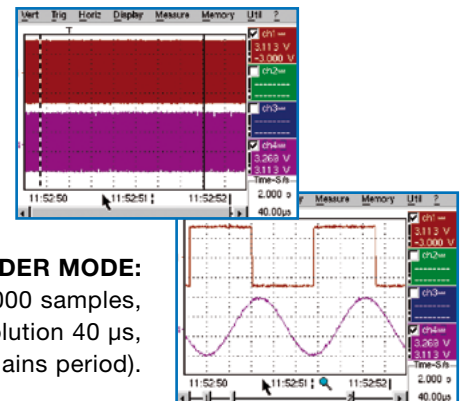 Vert Trig Horiz Display Measure Memory Util ?
ch1
3.113 V
-3.000 V
ch2
--------
--------
ch3
--------
--------
ch4
3.269 V
3.113 V
Time-S/s
2.000 s
40.00µs
11:52:50 11:52:51 11:52:52
Measure Memory Util ?
ch1
3.113 V
-3.000 V
ch2
--------
--------
ch3
--------
--------
ch4
3.269 V
3.113 V
Time-S/s
2.000 s
40.00µs
11:52:50 11:52:51 11:52:52
DER MODE:
000 samples,
olution 40 µs,
ains period).